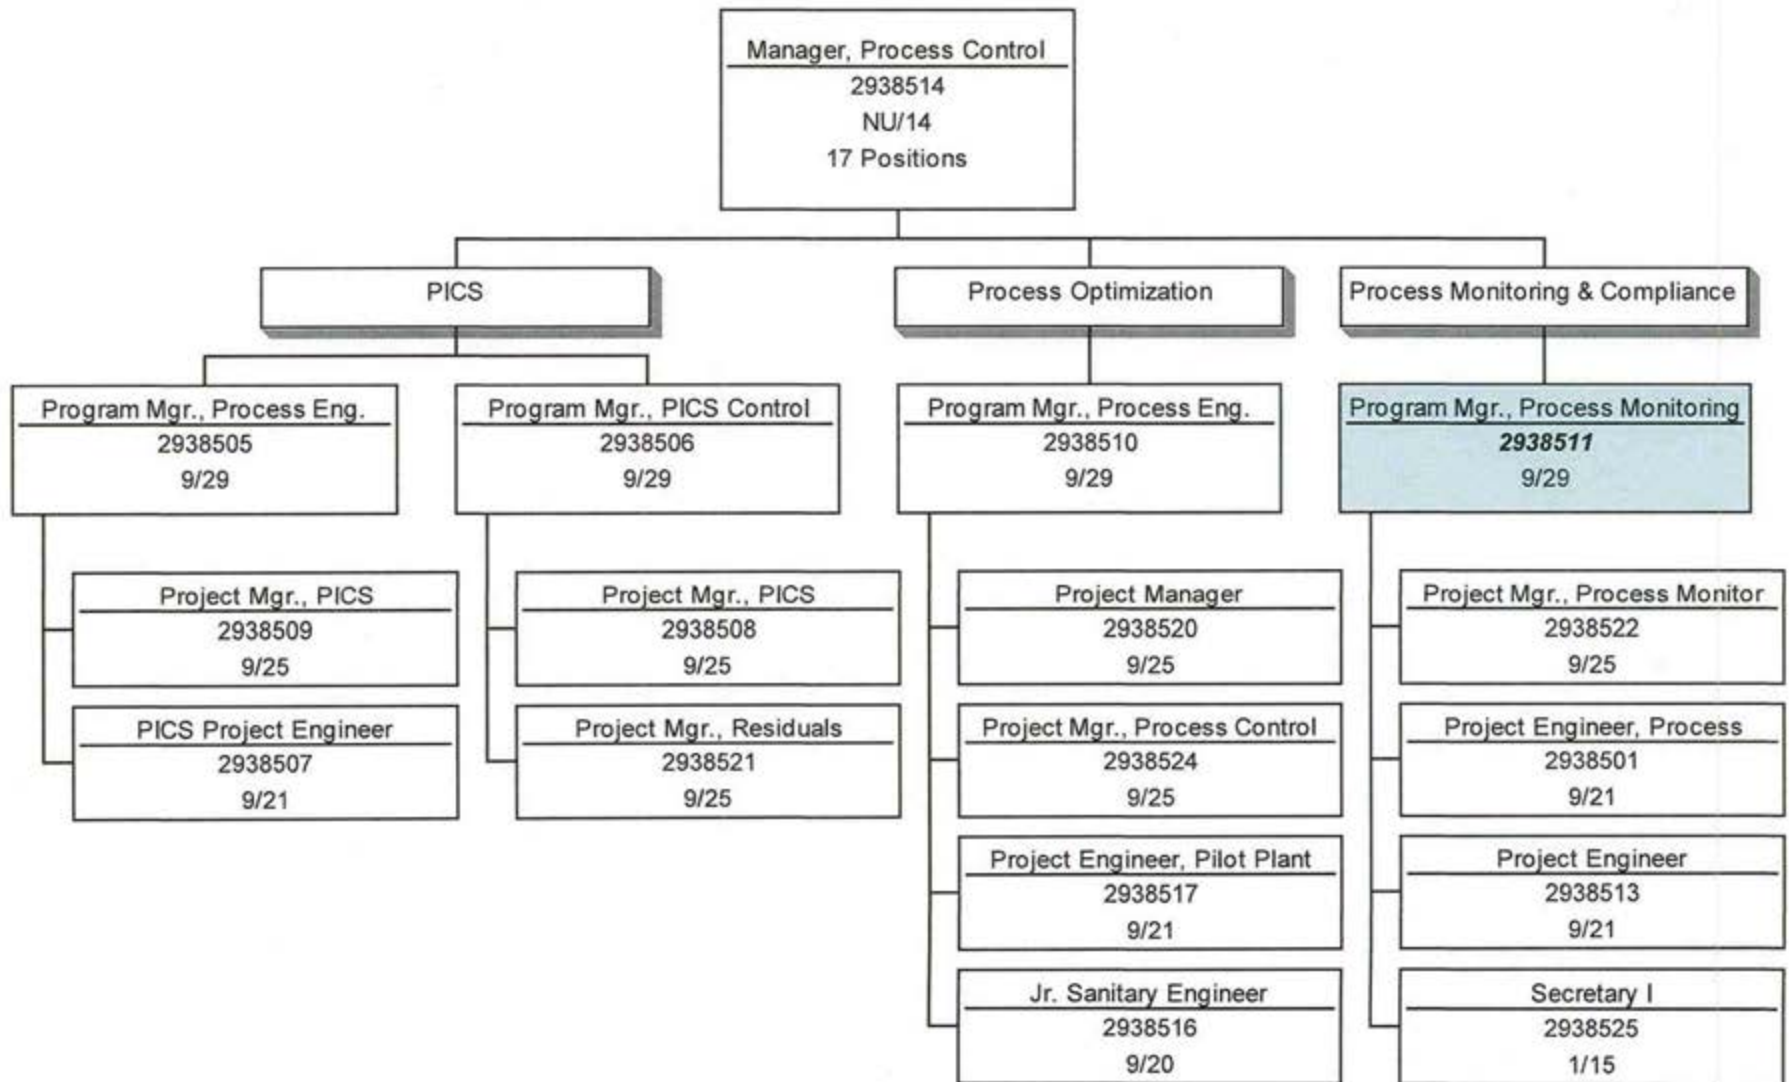 Manager, Process Control
2938514
NU/14
17 Positions
PICS
Process Optimization
Process Monitoring & Compliance
Program Mgr., Process Eng.
2938505
9/29
Program Mgr., PICS Control
2938506
9/29
Program Mgr., Process Eng.
2938510
9/29
Program Mgr., Process Monitoring
2938511
9/29
Project Mgr., PICS
2938509
9/25
PICS Project Engineer
2938507
9/21
Project Mgr., PICS
2938508
9/25
Project Mgr., Residuals
2938521
9/25
Project Manager
2938520
9/25
Project Mgr., Process Control
2938524
9/25
Project Engineer, Pilot Plant
2938517
9/21
Jr. Sanitary Engineer
2938516
9/20
Project Mgr., Process Monitor
2938522
9/25
Project Engineer, Process
2938501
9/21
Project Engineer
2938513
9/21
Secretary I
2938525
1/15